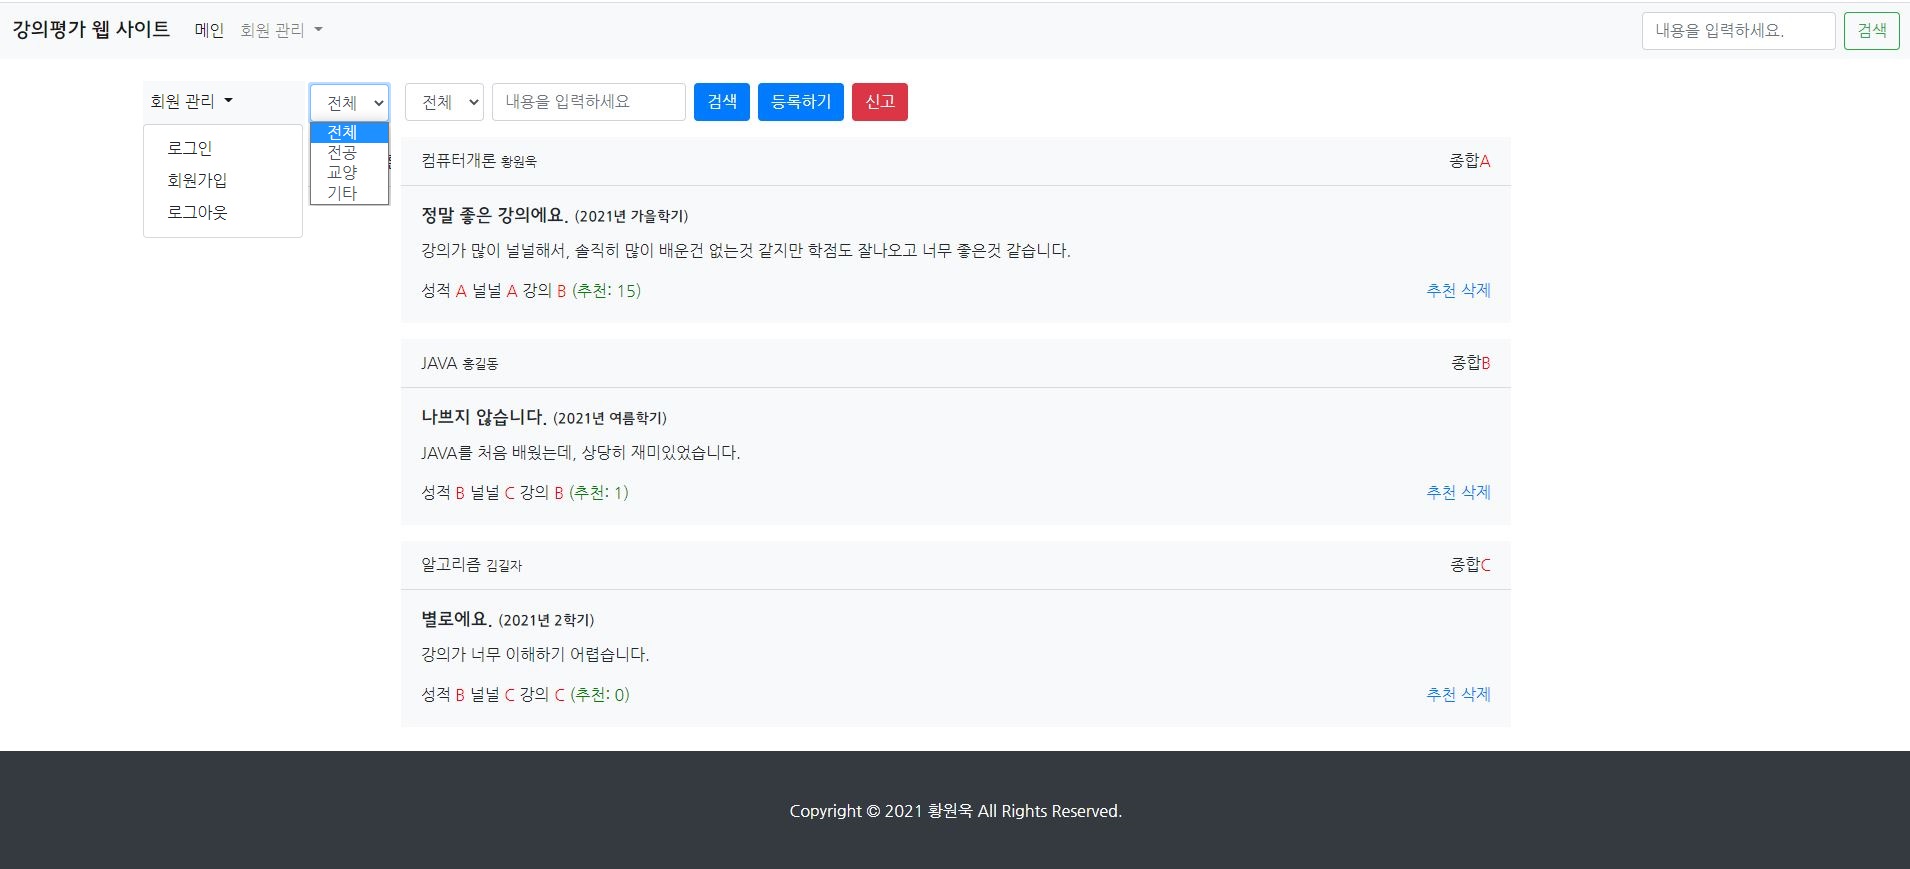 강의평가 웹 사이트 메인 회원 관리 내용을 입력하세요. 검색
회원 관리 전체 전체 내용을 입력하세요 검색 등록하기 신고
로그인
회원가입
로그아웃
전체
전공
교양
기타
컴퓨터개론 황원욱 종합A
정말 좋은 강의에요. (2021년 가을학기)
강의가 많이 널널해서, 솔직히 많이 배운건 없는것 같지만 학점도 잘나오고 너무 좋은것 같습니다.
성적 A 널널 A 강의 B (추천: 15) 추천 삭제
JAVA 홍길동 종합B
나쁘지 않습니다. (2021년 여름학기)
JAVA를 처음 배웠는데, 상당히 재미있었습니다.
성적 B 널널 C 강의 B (추천: 1) 추천 삭제
알고리즘 김길자 종합C
별로에요. (2021년 2학기)
강의가 너무 이해하기 어렵습니다.
성적 B 널널 C 강의 C (추천: 0) 추천 삭제
Copyright © 2021 황원욱 All Rights Reserved.